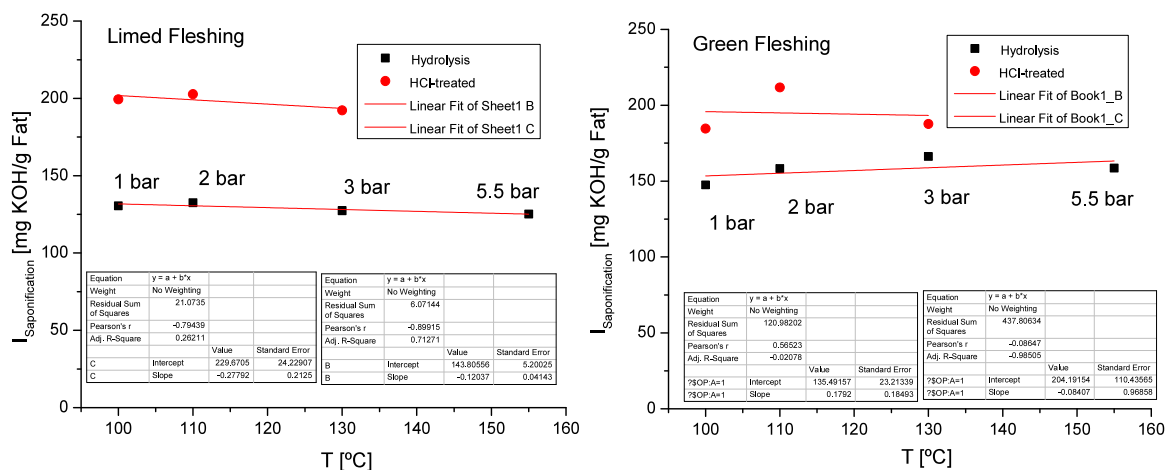 Limed Fleshing
Hydrolysis
HCl-treated
Linear Fit of Sheet1 B
Linear Fit of Sheet1 C
1 bar
2 bar
3 bar
5.5 bar
250
200
150
100
50
0
I Saponification [mg KOH/g Fat]
Equation y = a + b*x
Weight No Weighting
Residual Sum of Squares 21.0735
Pearson's r -0.79439
Adj. R-Square 0.26211
Value Standard Error
C Intercept 229.6705 24.22907
C Slope -0.27792 0.2125
Equation y = a + b*x
Weight No Weighting
Residual Sum of Squares 6.07144
Pearson's r -0.89915
Adj. R-Square 0.71271
Value Standard Error
B Intercept 143.80556 5.20025
B Slope -0.12037 0.04143
100 110 120 130 140 150 160
T [ºC]
Green Fleshing
Hydrolysis
HCl-treated
Linear Fit of Book1_B
Linear Fit of Book1_C
1 bar
2 bar
3 bar
5.5 bar
250
200
150
100
50
0
I Saponification [mg KOH/g Fat]
Equation y = a + b*x
Weight No Weighting
Residual Sum of Squares 120.98202
Pearson's r 0.56523
Adj. R-Square -0.02078
Value Standard Error
?$OP:A=1 Intercept 135.49157 23.21339
?$OP:A=1 Slope 0.1792 0.18493
Equation y = a + b*x
Weight No Weighting
Residual Sum of Squares 437.80634
Pearson's r -0.08647
Adj. R-Square -0.98505
Value Standard Error
?$OP:A=1 Intercept 204.19154 110.43565
?$OP:A=1 Slope -0.08407 0.96858
100 110 120 130 140 150 160
T [ºC]